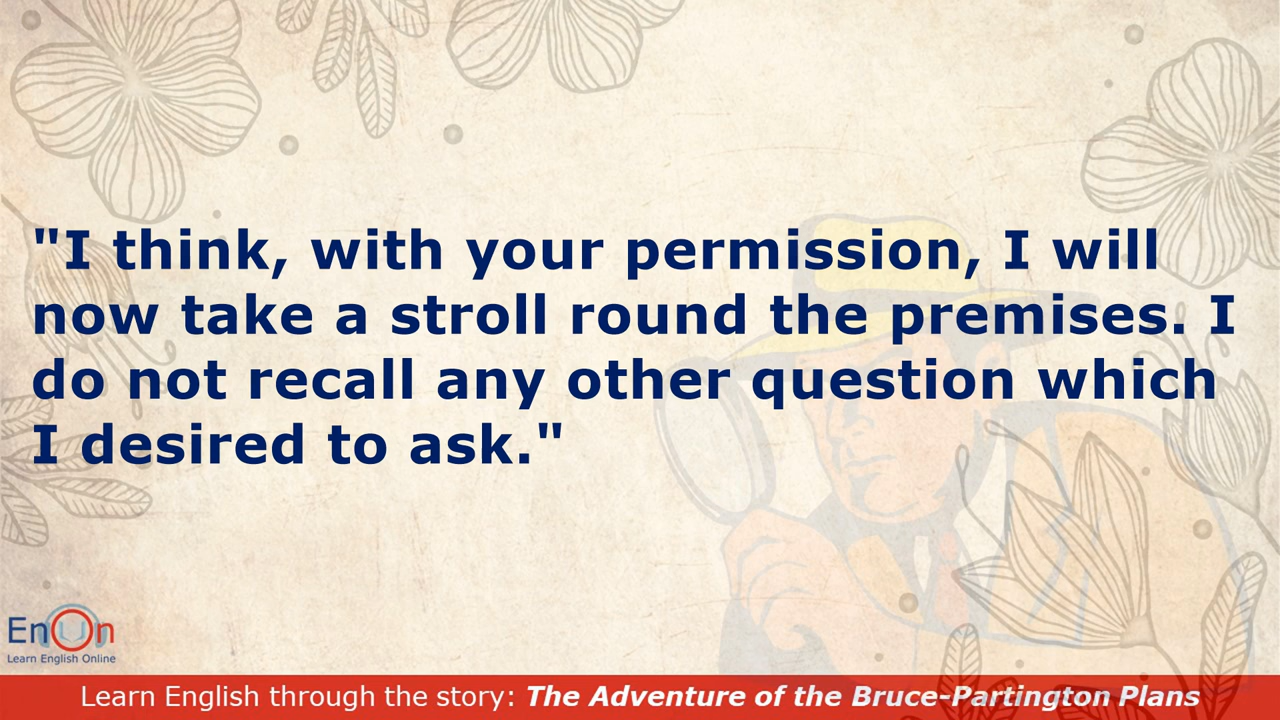 "I think, with your permission, I will
now take a stroll round the premises. I
do not recall any other question which
I desired to ask."
EnOn
Learn English Online
Learn English through the story: The Adventure of the Bruce-Partington Plans